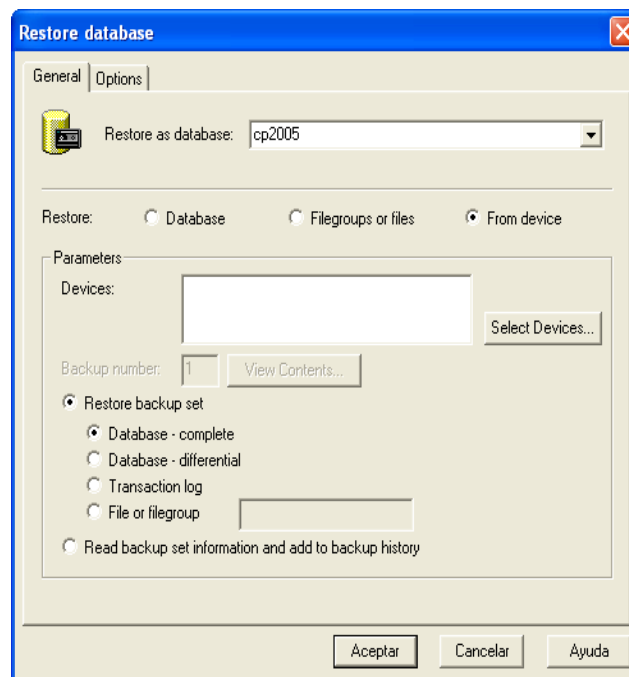 Restore database
General Options
Restore as database: cp2005
Restore: Database Filegroups or files From device
Parameters
Devices:
Select Devices...
Backup number: 1 View Contents...
Restore backup set
Database - complete
Database - differential
Transaction log
File or filegroup
Read backup set information and add to backup history
Aceptar Cancelar Ayuda